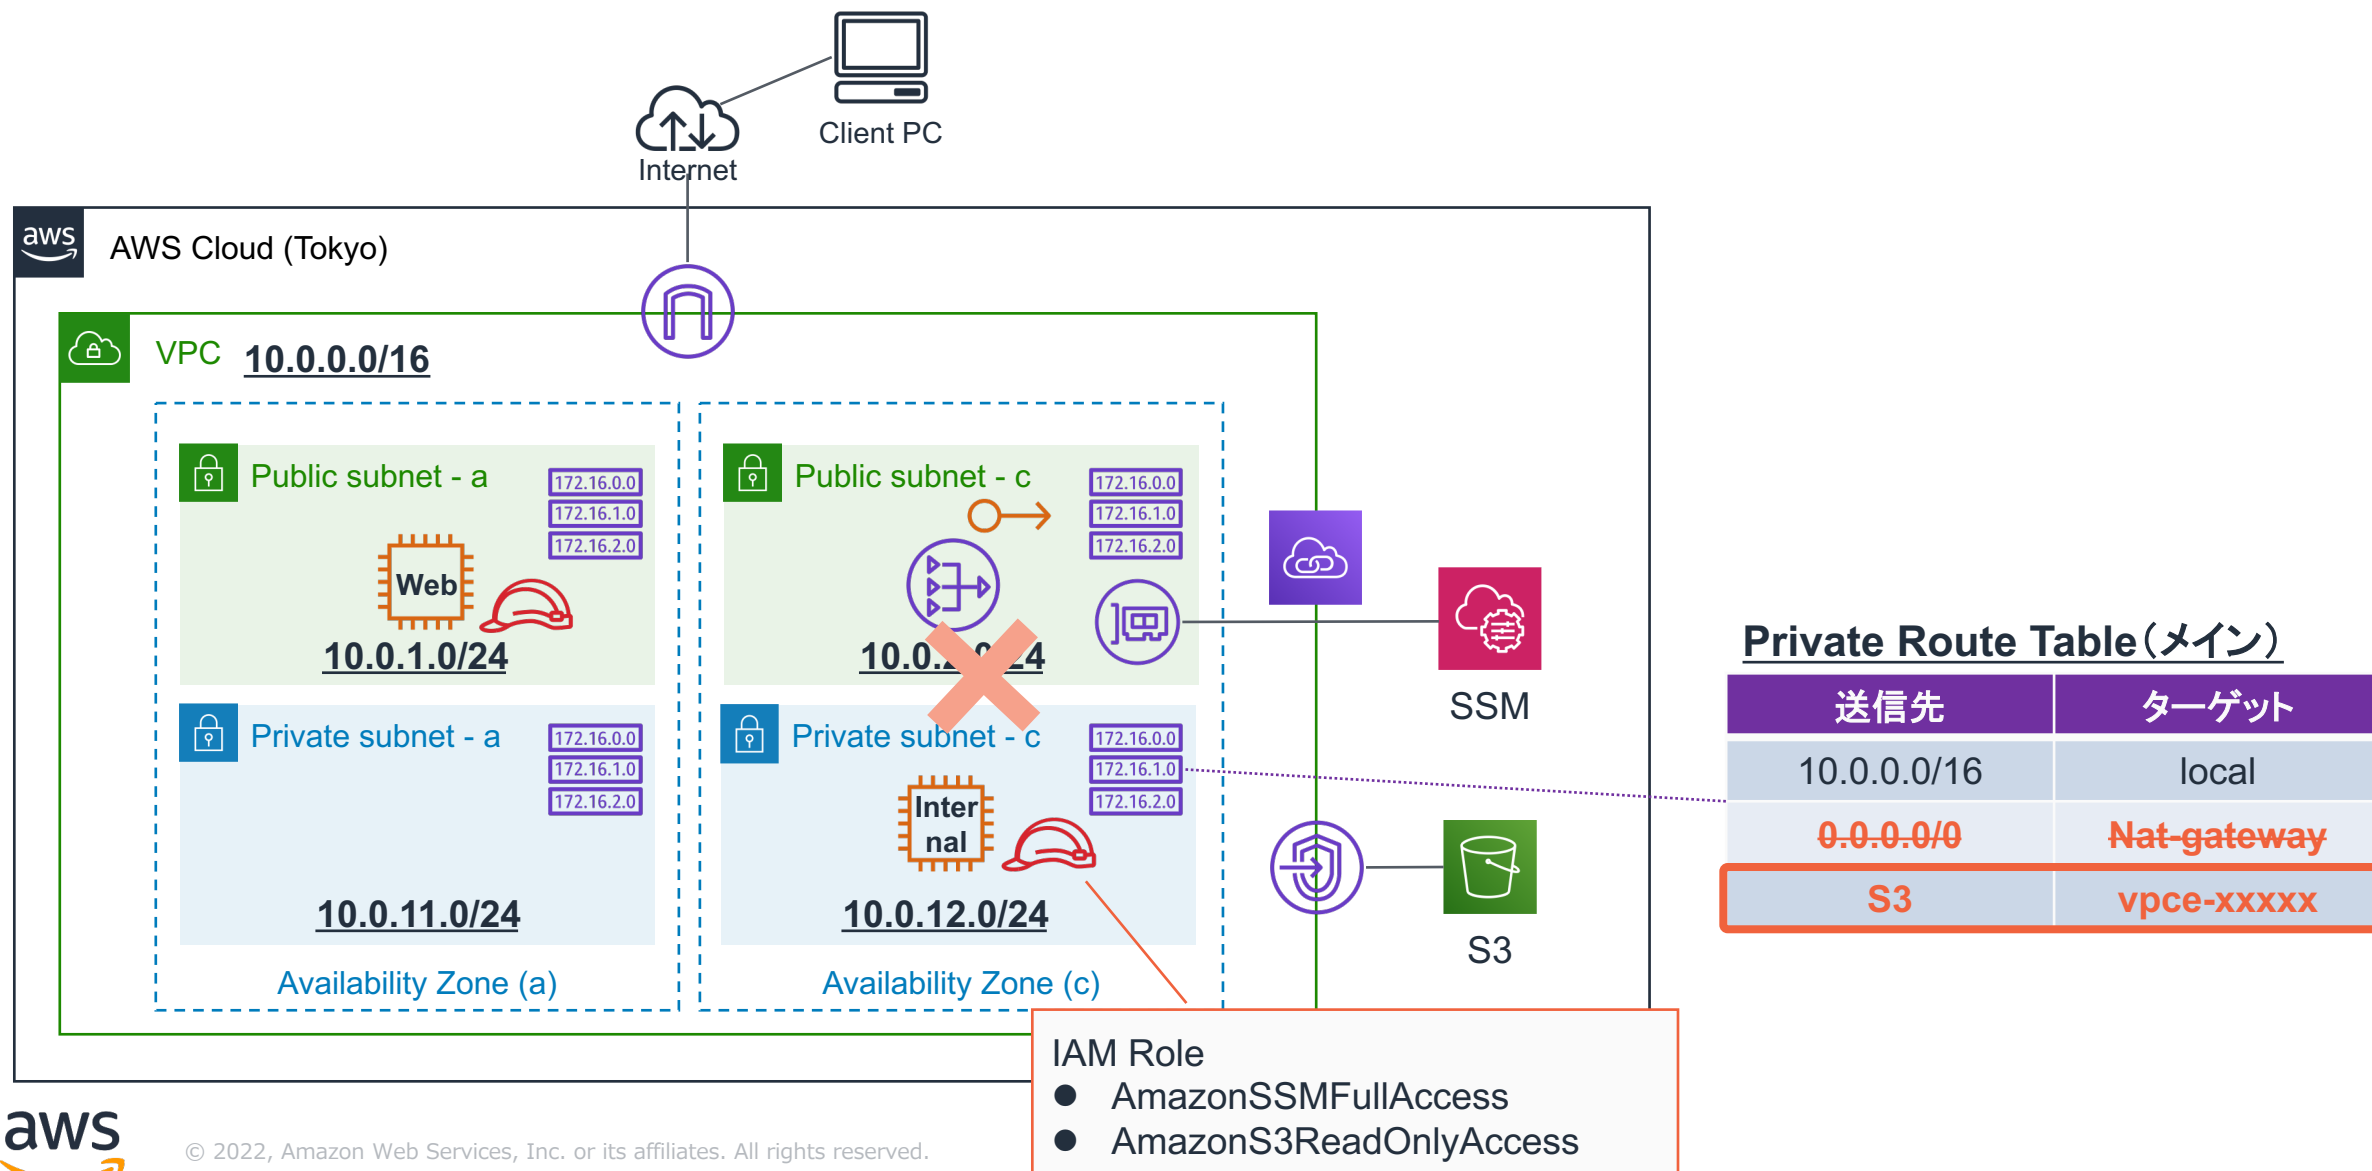 Client PC
Internet
aws
AWS Cloud (Tokyo)
VPC 10.0.0.0/16
Public subnet - a
172.16.0.0
172.16.1.0
172.16.2.0
Web
10.0.1.0/24
Public subnet - c
172.16.0.0
172.16.1.0
172.16.2.0
Private subnet - a
172.16.0.0
172.16.1.0
172.16.2.0
10.0.11.0/24
Private subnet - c
172.16.0.0
172.16.1.0
172.16.2.0
Inter
nal
10.0.12.0/24
Availability Zone (a)
Availability Zone (c)
SSM
S3
Private Route Table（メイン）
送信先 ターゲット
10.0.0.0/16 local
0.0.0.0/0 Nat-gateway
S3 vpce-xxxxx
IAM Role
● AmazonSSMFullAccess
● AmazonS3ReadOnlyAccess
aws
© 2022, Amazon Web Services, Inc. or its affiliates. All rights reserved.